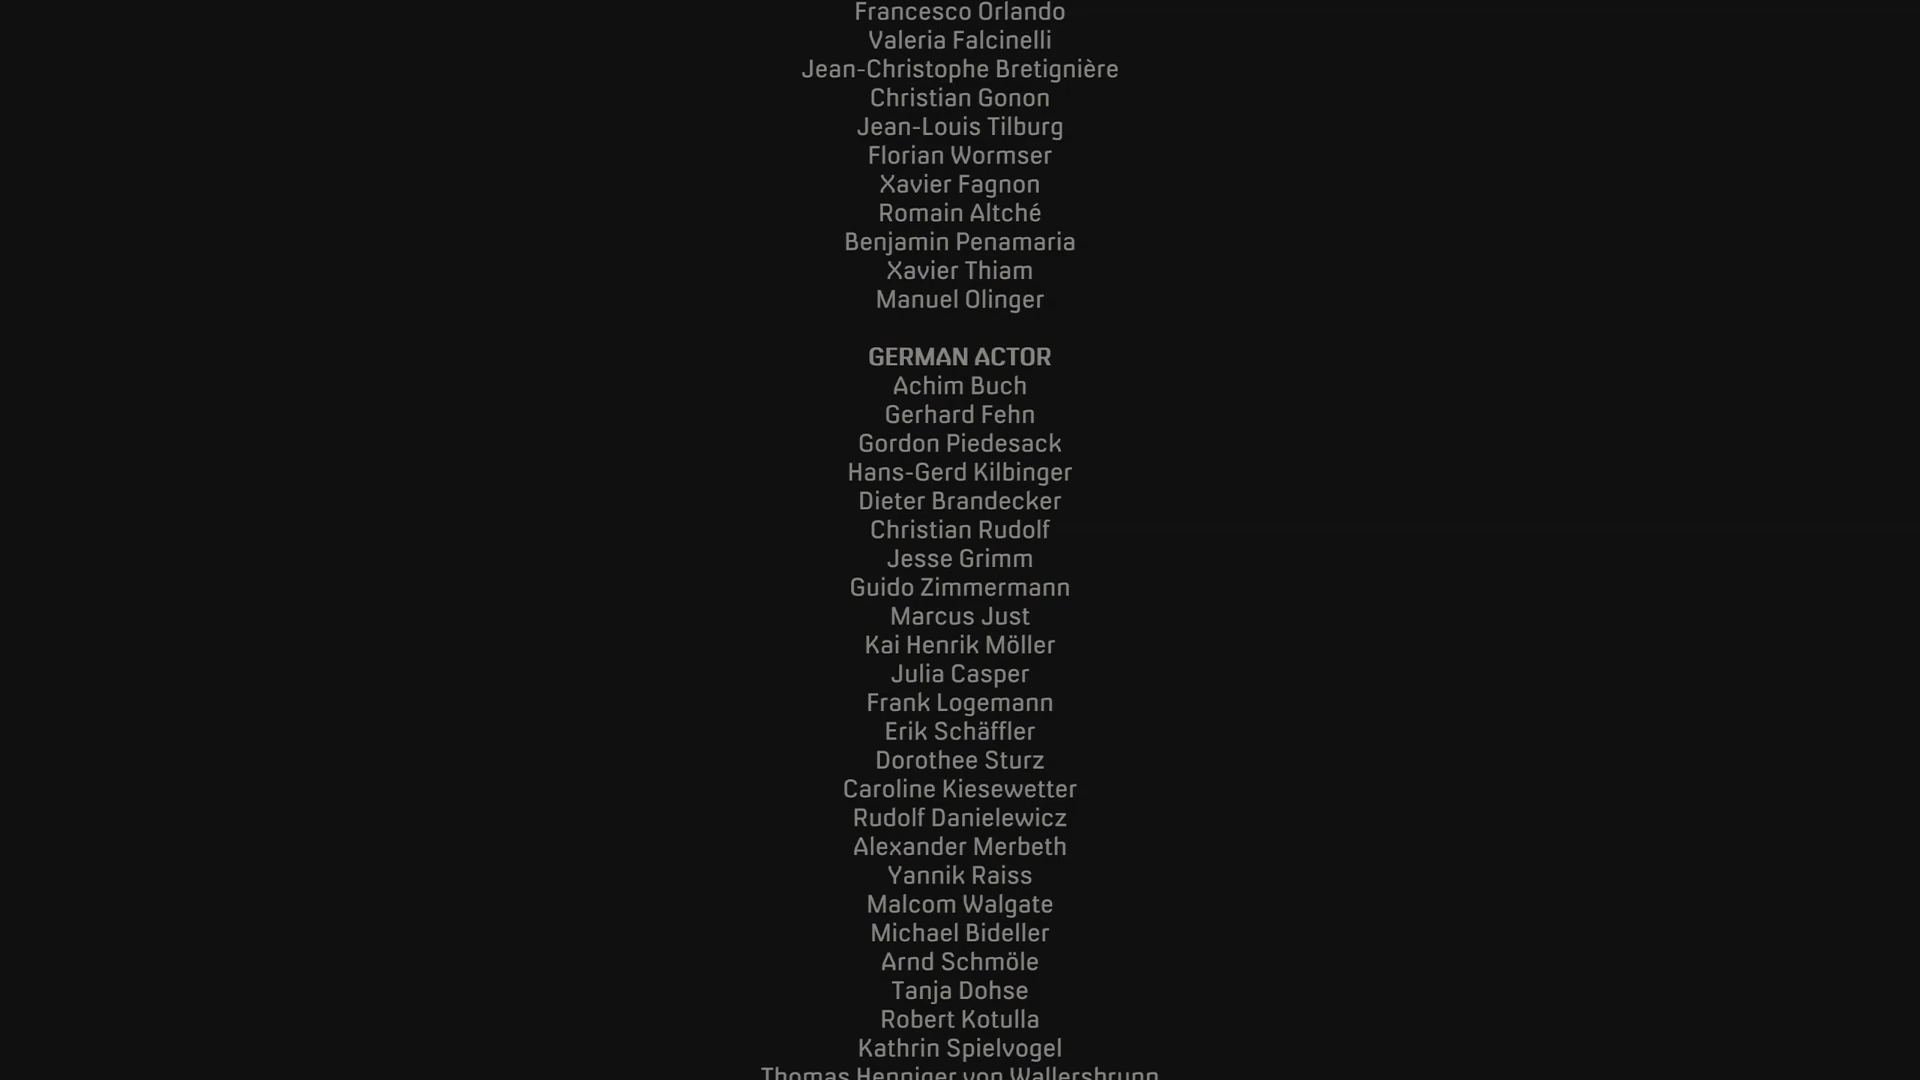 Francesco Orlando
Valeria Falcinelli
Jean-Christophe Bretignière
Christian Gonon
Jean-Louis Tilburg
Florian Wormser
Xavier Fagnon
Romain Altché
Benjamin Penamaria
Xavier Thiam
Manuel Olinger
GERMAN ACTOR
Achim Buch
Gerhard Fehn
Gordon Piedesack
Hans-Gerd Kilbinger
Dieter Brandecker
Christian Rudolf
Jesse Grimm
Guido Zimmermann
Marcus Just
Kai Henrik Möller
Julia Casper
Frank Logemann
Erik Schäffler
Dorothee Sturz
Caroline Kiesewetter
Rudolf Danielewicz
Alexander Merbeth
Yannik Raiss
Malcom Walgate
Michael Bideller
Arnd Schmöle
Tanja Dohse
Robert Kotulla
Kathrin Spielvogel
Thomas Henniger von Wallersbrunn